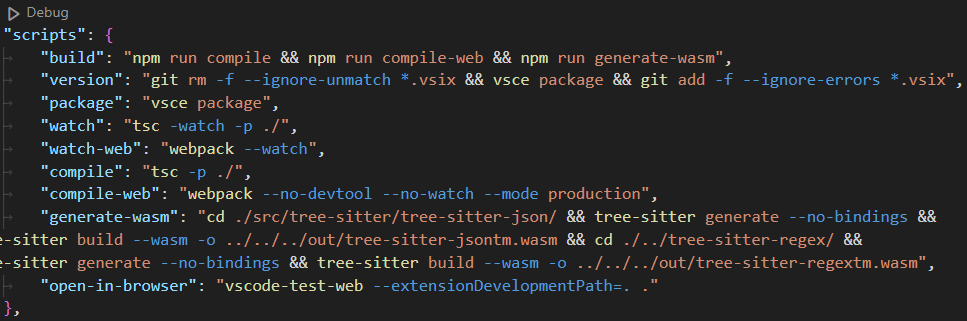 Debug
"scripts": {
"build": "npm run compile && npm run compile-web && npm run generate-wasm",
"version": "git rm -f --ignore-unmatch *.vsix && vsce package && git add -f --ignore-errors *.vsix",
"package": "vsce package",
"watch": "tsc -watch -p ./",
"watch-web": "webpack --watch",
"compile": "tsc -p ./",
"compile-web": "webpack --no-devtool --no-watch --mode production",
"generate-wasm": "cd ./src/tree-sitter/tree-sitter-json/ && tree-sitter generate --no-bindings &&
e-sitter build --wasm -o ../../../out/tree-sitter-jsontm.wasm && cd ./../tree-sitter-regex/ &&
e-sitter generate --no-bindings && tree-sitter build --wasm -o ../../../out/tree-sitter-regextm.wasm",
"open-in-browser": "vscode-test-web --extensionDevelopmentPath=. ."
},